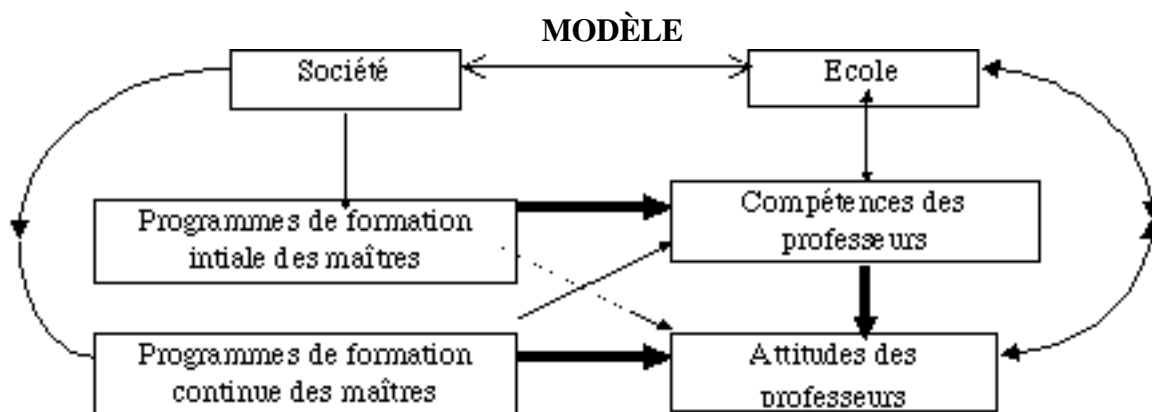 MODÈLE
Société
Ecole
Programmes de formation
intiale des maîtres
Compétences des
professeurs
Programmes de formation
continue des maîtres
Attitudes des
professeurs